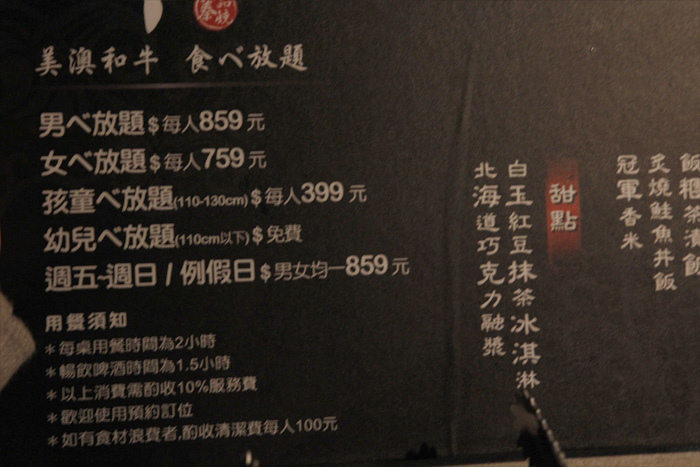 美澳和牛 食べ放題
男べ放題$每人859元
女べ放題$每人759元
孩童べ放題(110-130cm)$每人399元
幼兒べ放題(110cm以下)$免費
週五~週日/例假日$男女均一859元
用餐須知
*每桌用餐時間為2小時
*暢飲啤酒時間為1.5小時
*以上消費需酌收10%服務費
*歡迎使用預約訂位
*如有食材浪費者,酌收清潔費每人100元
炙燒鮭魚丼飯
冠軍香米
甜點
白玉紅豆抹茶冰淇淋
北海道巧克力融漿